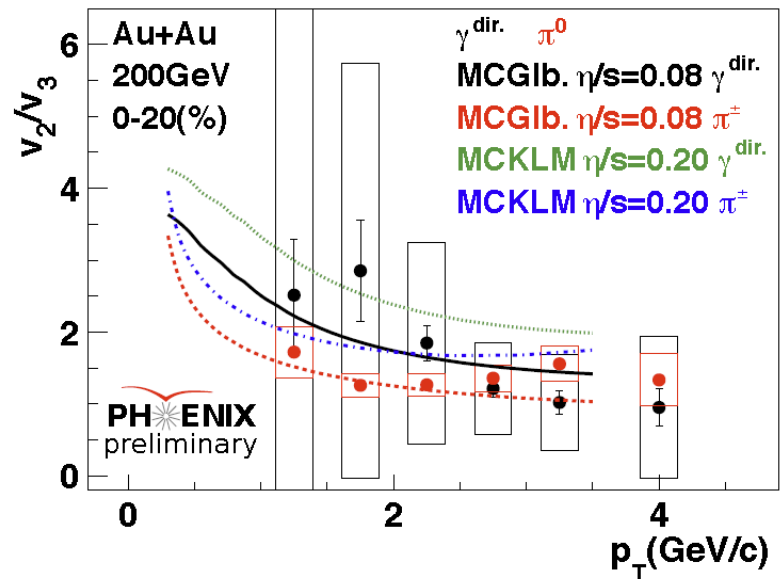 Au+Au
200GeV
0-20(%)
γdir. π0
MCGlb. η/s=0.08 γdir.
MCGlb. η/s=0.08 π±
MCKLM η/s=0.20 γdir.
MCKLM η/s=0.20 π±
v2/v3
6
4
2
0
PHENIX
preliminary
0 2 4
pT(GeV/c)